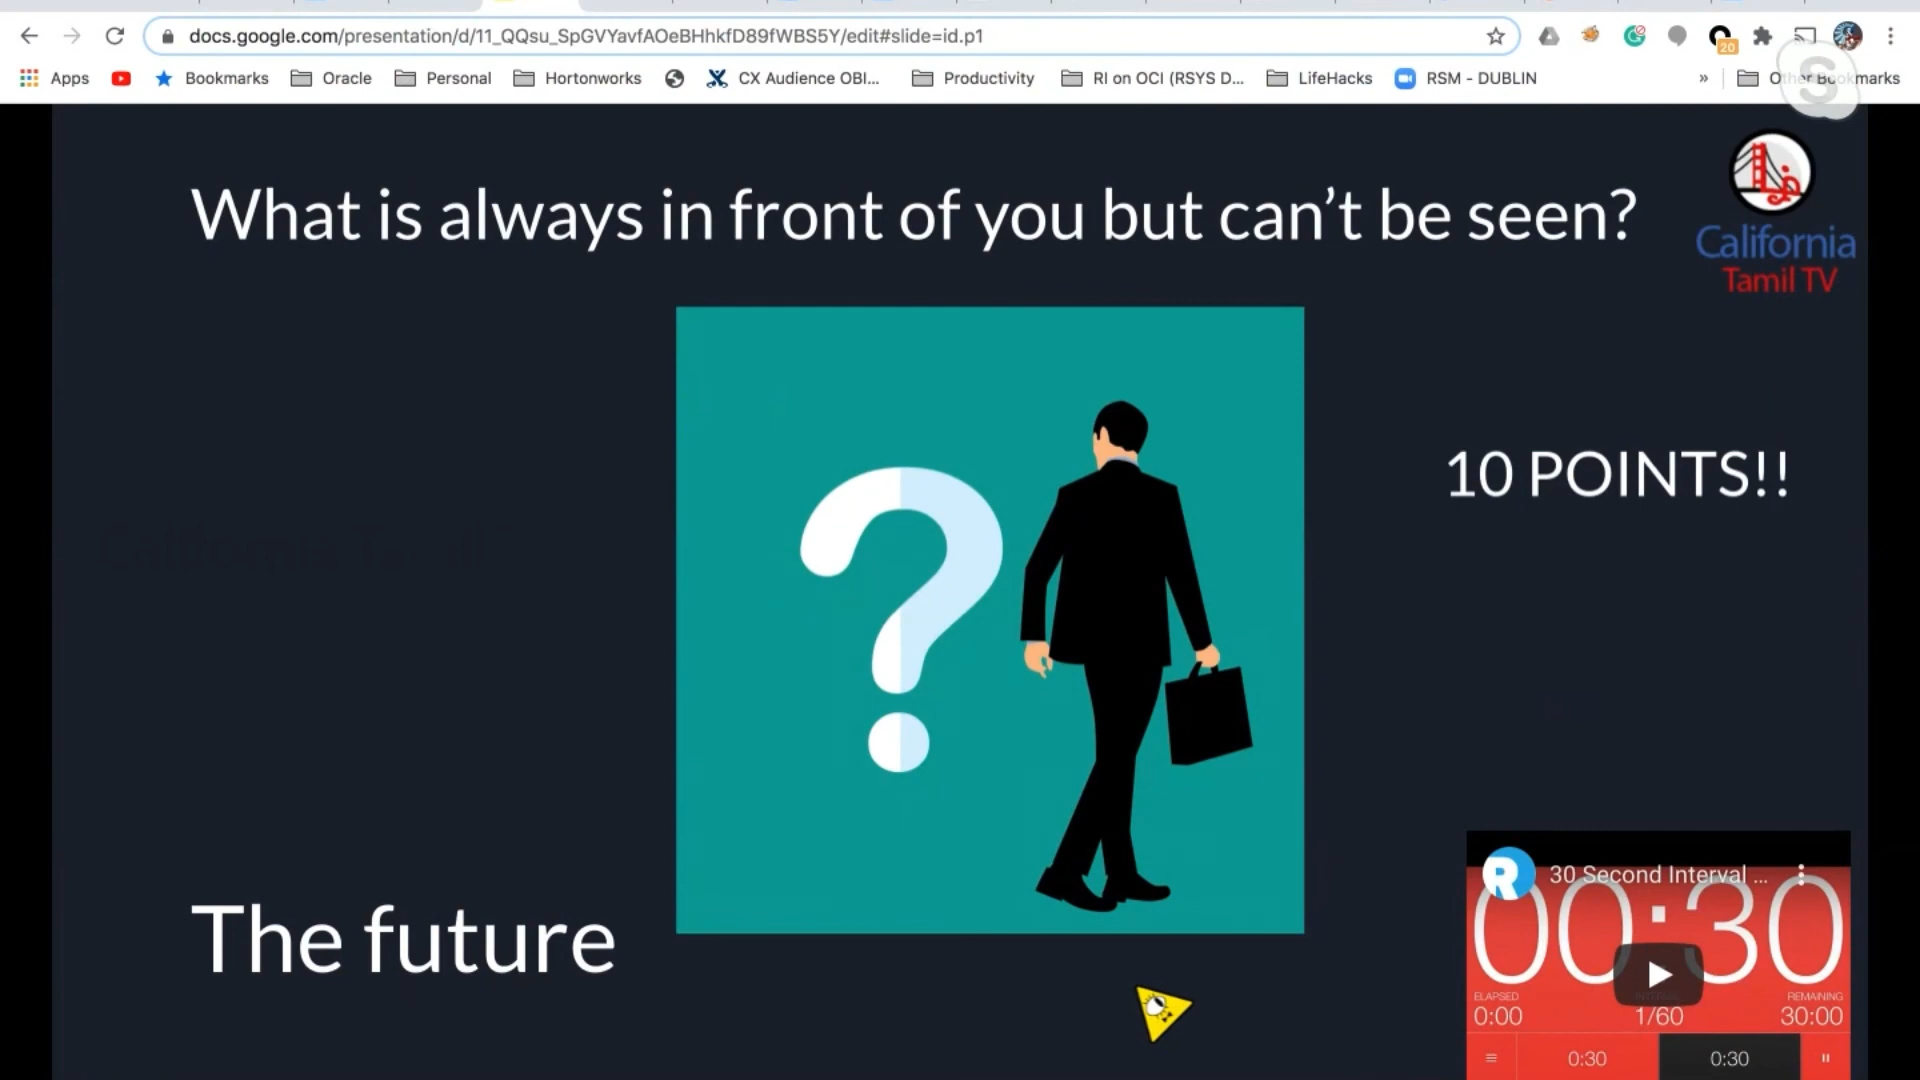 docs.google.com/presentation/d/11_QQsu_SpGVYavfAOeBHhkfD89fWBS5Y/edit#slide=id.p1
20
Apps
Bookmarks
Oracle
Personal
Hortonworks
CX Audience OBI...
Productivity
RI on OCI (RSYS D...
LifeHacks
RSM - DUBLIN
»
Other Bookmarks
What is always in front of you but can’t be seen?
California
Tamil TV
10 POINTS!!
The future
30 Second Interval ...
00:30
ELAPSED
REMAINING
0:00
1/60
30:00
0:30
0:30